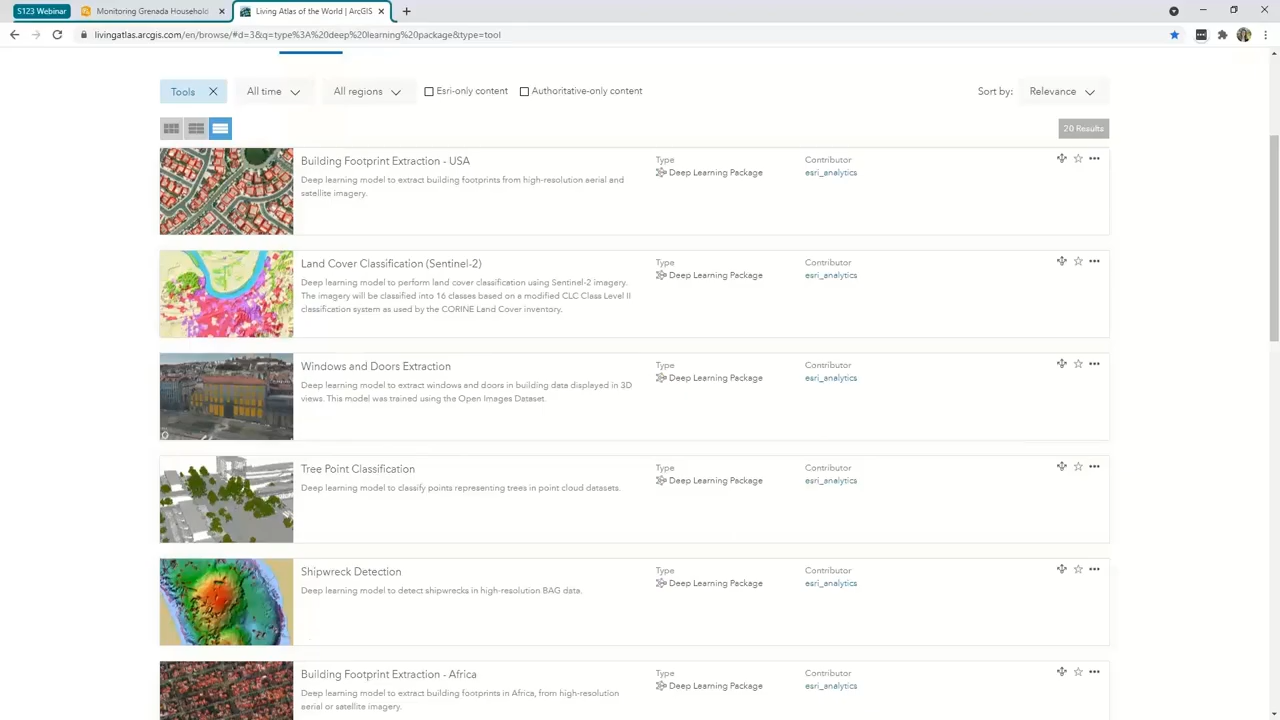 S123 Webinar
Monitoring Grenada Household
Living Atlas of the World | ArcGIS
livingatlas.arcgis.com/en/browse/#d=3&q=type%3A%20deep%20learning%20package&type=tool
Tools
All time
All regions
Esri-only content
Authoritative-only content
Sort by:
Relevance
20 Results
Building Footprint Extraction - USA
Deep learning model to extract building footprints from high-resolution aerial and
satellite imagery.
Type
Deep Learning Package
Contributor
esri_analytics
Land Cover Classification (Sentinel-2)
Deep learning model to perform land cover classification using Sentinel-2 imagery.
The imagery will be classified into 16 classes based on a modified CLC Class Level II
classification system as used by the CORINE Land Cover inventory.
Type
Deep Learning Package
Contributor
esri_analytics
Windows and Doors Extraction
Deep learning model to extract windows and doors in building data displayed in 3D
views. This model was trained using the Open Images Dataset.
Type
Deep Learning Package
Contributor
esri_analytics
Tree Point Classification
Deep learning model to classify points representing trees in point cloud datasets.
Type
Deep Learning Package
Contributor
esri_analytics
Shipwreck Detection
Deep learning model to detect shipwrecks in high-resolution BAG data.
Type
Deep Learning Package
Contributor
esri_analytics
Building Footprint Extraction - Africa
Deep learning model to extract building footprints in Africa, from high-resolution
aerial or satellite imagery.
Type
Deep Learning Package
Contributor
esri_analytics